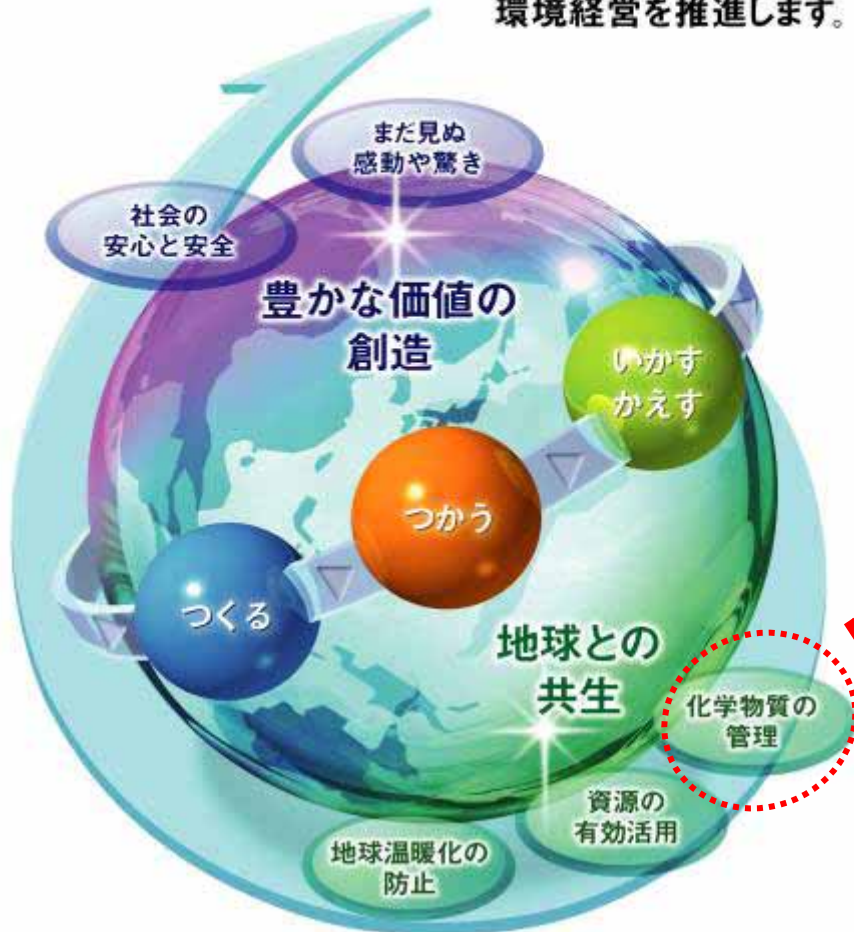 環境経営を推進します。
まだ見ぬ
感動や驚き
社会の
安心と安全
豊かな価値の
創造
いかす
かえす
つかう
つくる
地球との
共生
化学物質の
管理
資源の
有効活用
地球温暖化の
防止